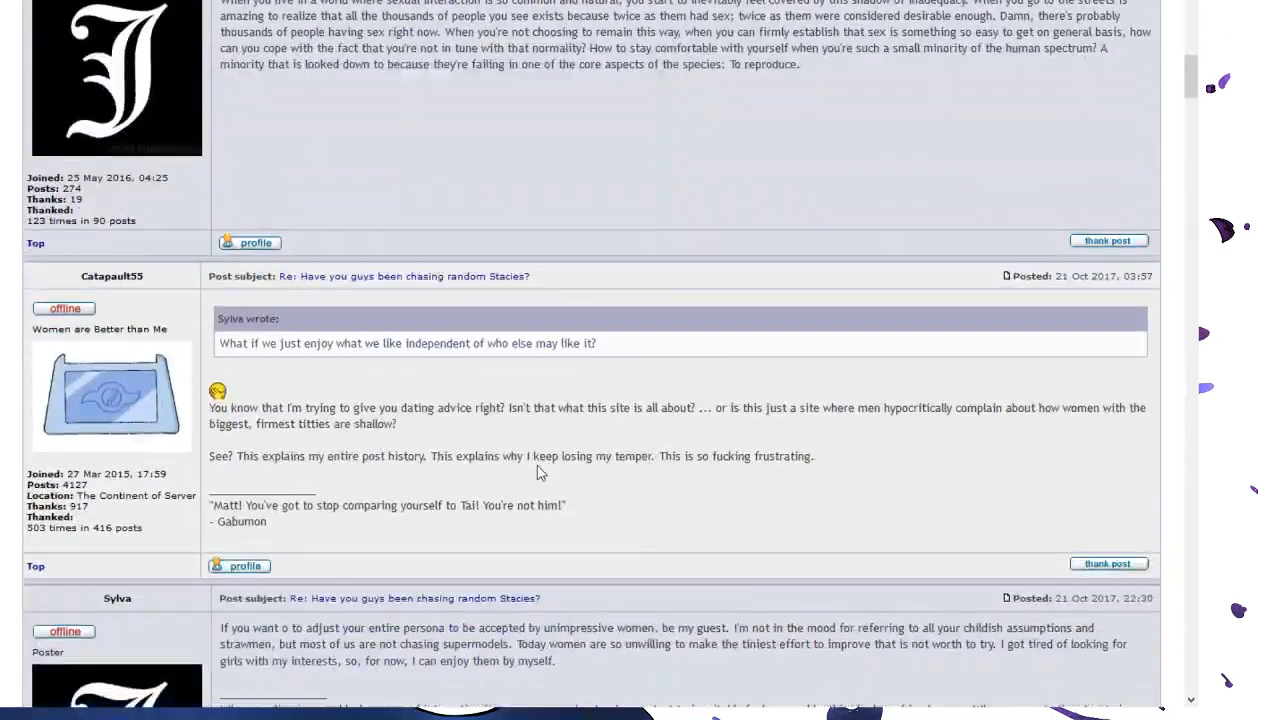 When you live in a world where sexual interaction is so common and natural, you start to inevitably feel covered by this shadow of inadequacy. When you go to the streets is
amazing to realize that all the thousands of people you see exists because twice as them had sex; twice as them were considered desirable enough. Damn, there's probably
thousands of people having sex right now. When you're not choosing to remain this way, when you can firmly establish that sex is something so easy to get on general basis, how
can you cope with the fact that you're not in tune with that normality? How to stay comfortable with yourself when you're such a small minority of the human spectrum? A
minority that is looked down to because they're failing in one of the core aspects of the species: To reproduce.
Joined: 25 May 2016, 04:25
Posts: 274
Thanks: 19
Thanked:
123 times in 90 posts
Top
profile
thank post
Catapault55
Post subject: Re: Have you guys been chasing random Stacies?
Posted: 21 Oct 2017, 03:57
offline
Women are Better than Me
Sylva wrote:
What if we just enjoy what we like independent of who else may like it?
You know that I'm trying to give you dating advice right? Isn't that what this site is all about? ... or is this just a site where men hypocritically complain about how women with the
biggest, firmest titties are shallow?
See? This explains my entire post history. This explains why I keep losing my temper. This is so fucking frustrating.
Joined: 27 Mar 2015, 17:59
Posts: 4127
Location: The Continent of Server
Thanks: 917
Thanked:
503 times in 416 posts
"Matt! You've got to stop comparing yourself to Tai! You're not him!"
- Gabumon
Top
profile
thank post
Sylva
Post subject: Re: Have you guys been chasing random Stacies?
Posted: 21 Oct 2017, 22:30
offline
Poster
If you want o to adjust your entire persona to be accepted by unimpressive women, be my guest. I'm not in the mood for referring to all your childish assumptions and
strawmen, but most of us are not chasing supermodels. Today women are so unwilling to make the tiniest effort to improve that is not worth to try. I got tired of looking for
girls with my interests, so, for now, I can enjoy them by myself.